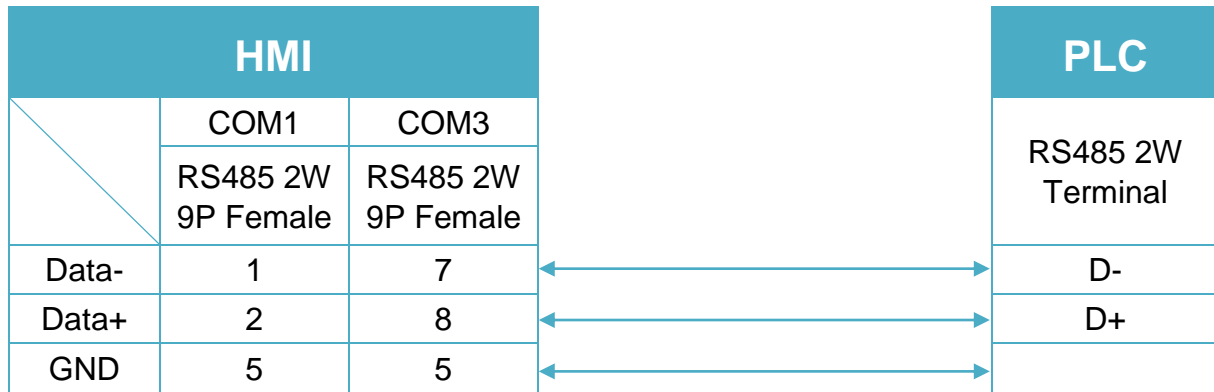 HMI PLC
COM1 COM3
RS485 2W
9P Female
RS485 2W
9P Female
RS485 2W
Terminal
Data- 1 7 D-
Data+ 2 8 D+
GND 5 5